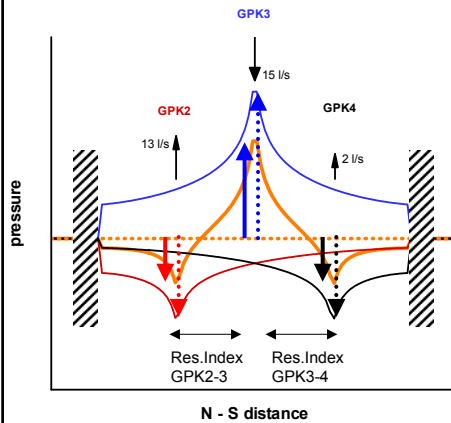 GPK3
15 l/s
GPK2
GPK4
13 l/s
2 l/s
pressure
Res.Index
GPK2-3
Res.Index
GPK3-4
N - S distance